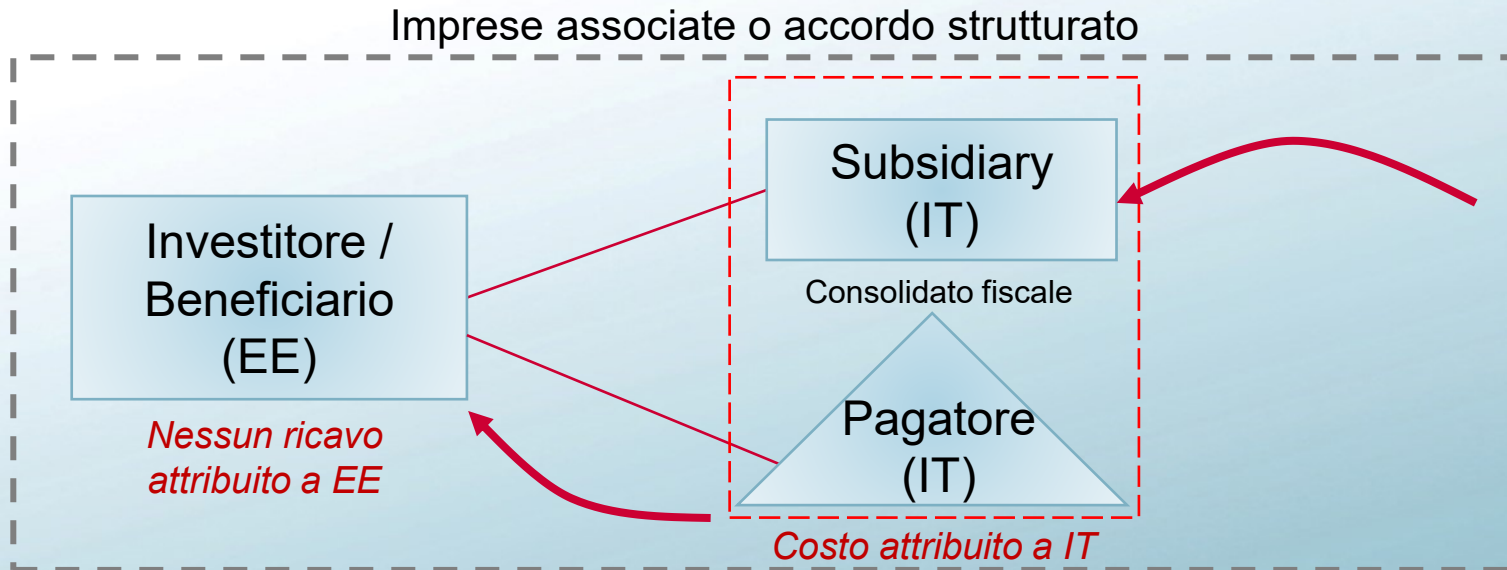 Imprese associate o accordo strutturato
Subsidiary
(IT)
Investitore /
Beneficiario
(EE)
Consolidato fiscale
Pagatore
(IT)
Nessun ricavo
attribuito a EE
Costo attribuito a IT